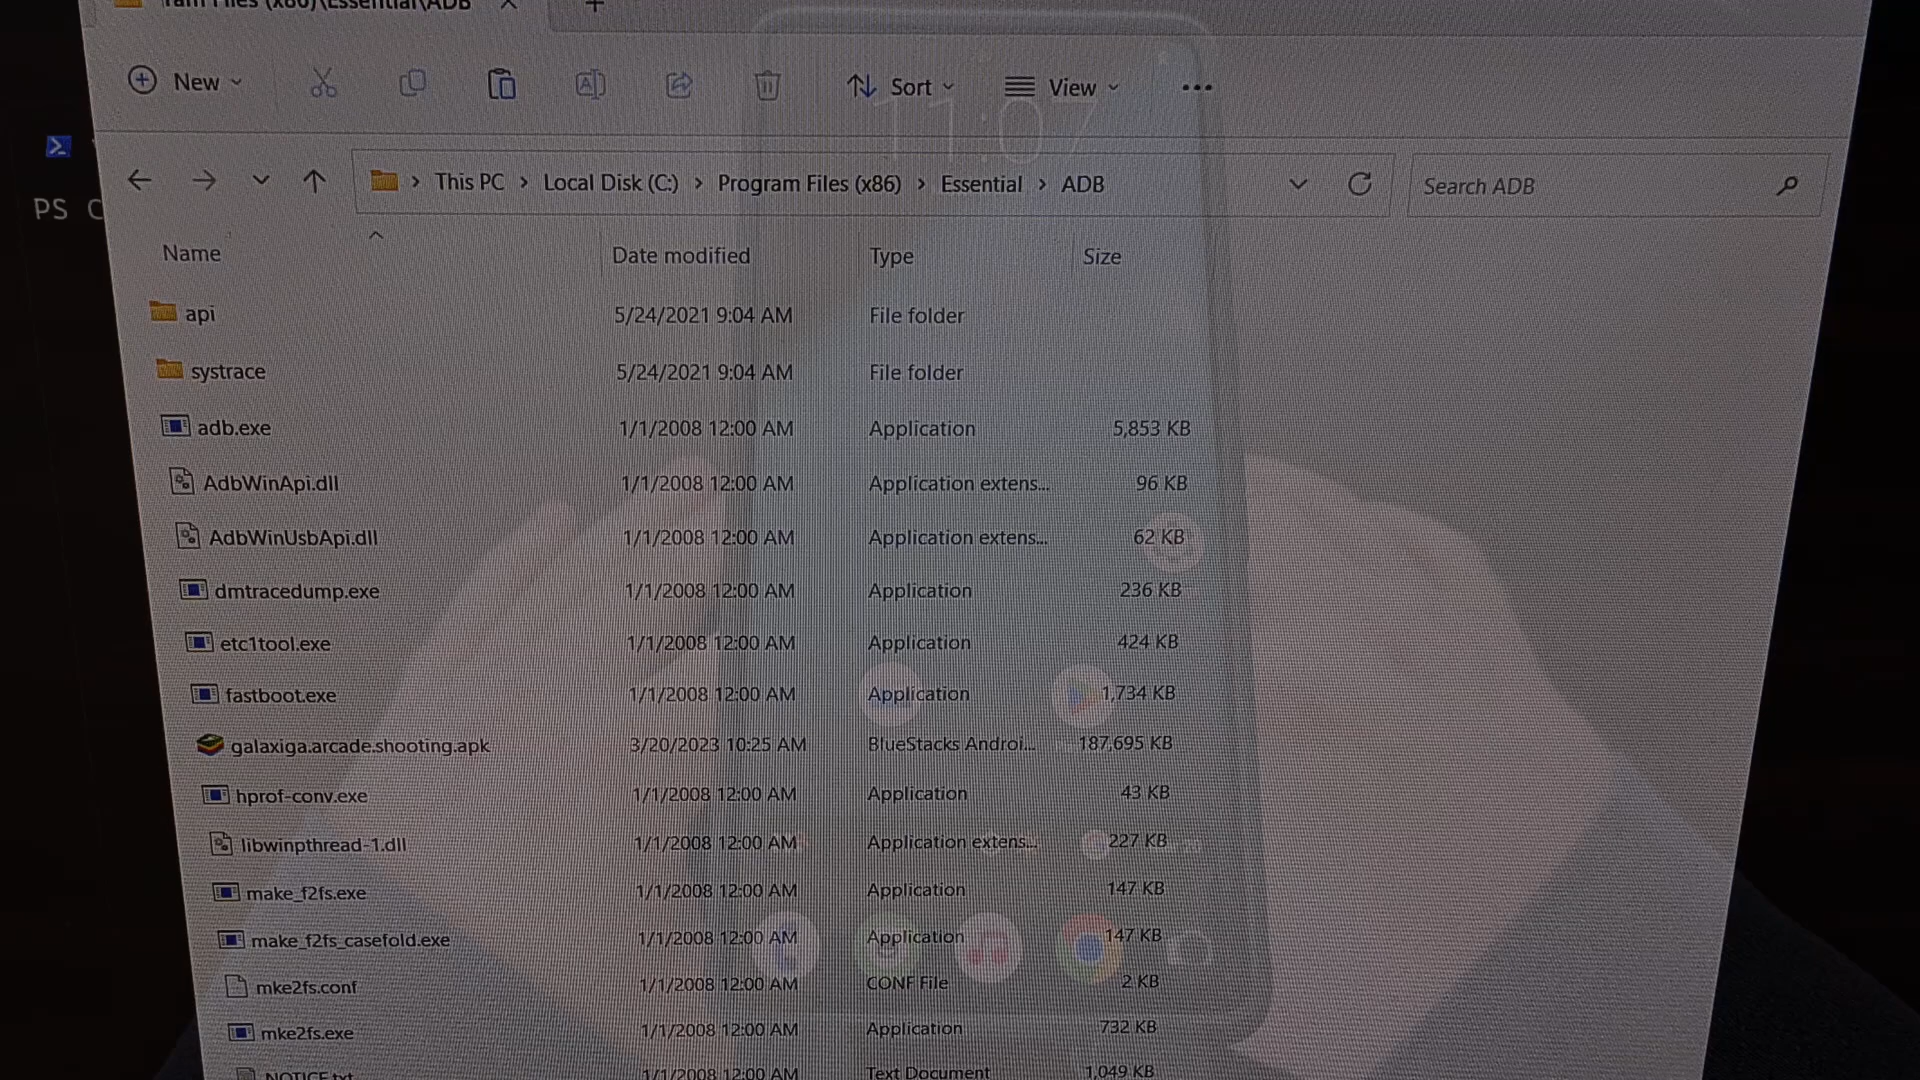 ram Files (x86)\Essential\ADB
New
Sort
View
11:07
This PC > Local Disk (C:) > Program Files (x86) > Essential > ADB
Search ADB
PS C
Name Date modified Type Size
api 5/24/2021 9:04 AM File folder
systrace 5/24/2021 9:04 AM File folder
adb.exe 1/1/2008 12:00 AM Application 5,853 KB
AdbWinApi.dll 1/1/2008 12:00 AM Application extens... 96 KB
AdbWinUsbApi.dll 1/1/2008 12:00 AM Application extens... 62 KB
dmtracedump.exe 1/1/2008 12:00 AM Application 236 KB
etc1tool.exe 1/1/2008 12:00 AM Application 424 KB
fastboot.exe 1/1/2008 12:00 AM Application 1,734 KB
galaxiga.arcade.shooting.apk 3/20/2023 10:25 AM BlueStacks Androi... 187,695 KB
hprof-conv.exe 1/1/2008 12:00 AM Application 43 KB
libwinpthread-1.dll 1/1/2008 12:00 AM Application extens... 227 KB
make_f2fs.exe 1/1/2008 12:00 AM Application 147 KB
make_f2fs_casefold.exe 1/1/2008 12:00 AM Application 147 KB
mke2fs.conf 1/1/2008 12:00 AM CONF File 2 KB
mke2fs.exe 1/1/2008 12:00 AM Application 732 KB
NOTICE.txt 1/1/2008 12:00 AM Text Document 1,049 KB